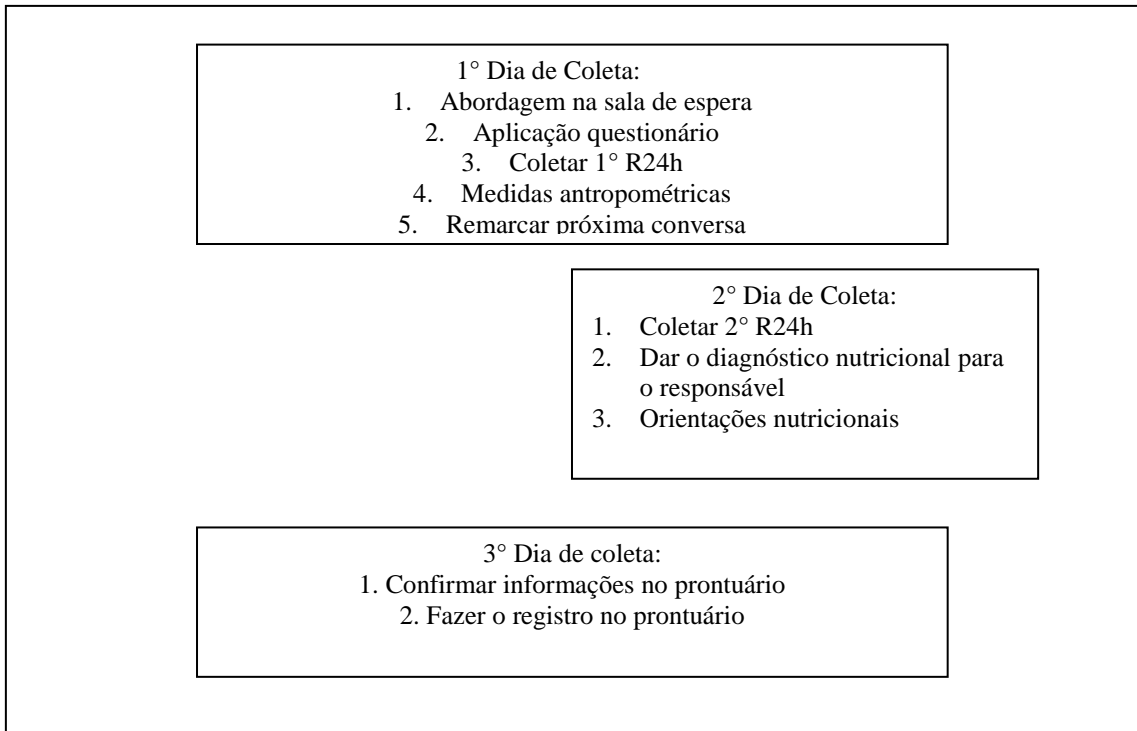 1° Dia de Coleta:
1. Abordagem na sala de espera
2. Aplicação questionário
3. Coletar 1° R24h
4. Medidas antropométricas
5. Remarcar próxima conversa
2° Dia de Coleta:
1. Coletar 2° R24h
2. Dar o diagnóstico nutricional para
o responsável
3. Orientações nutricionais
3° Dia de coleta:
1. Confirmar informações no prontuário
2. Fazer o registro no prontuário